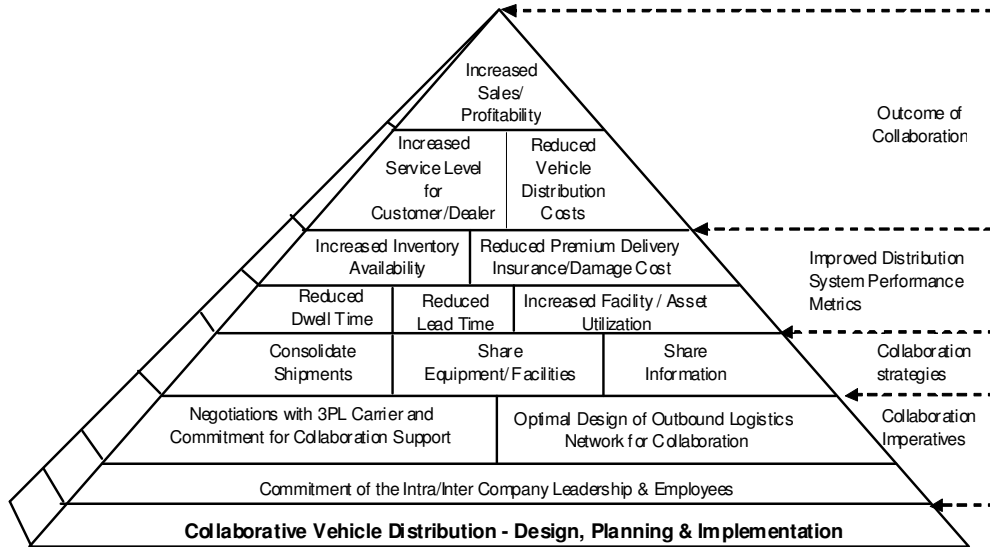 Increased
Sales/
Profitability
Outcome of
Collaboration
Increased
Service Level
for
Customer/Dealer
Reduced
Vehicle
Distribution
Costs
Increased Inventory
Availability
Reduced Premium Delivery
Insurance/Damage Cost
Improved Distribution
System Performance
Metrics
Reduced
Dwell Time
Reduced
Lead Time
Increased Facility / Asset
Utilization
Consolidate
Shipments
Share
Equipment/Facilities
Share
Information
Collaboration
strategies
Negotiations with 3PL Carrier and
Commitment for Collaboration Support
Optimal Design of Outbound Logistics
Network for Collaboration
Collaboration
Imperatives
Commitment of the Intra/Inter Company Leadership & Employees
Collaborative Vehicle Distribution - Design, Planning & Implementation